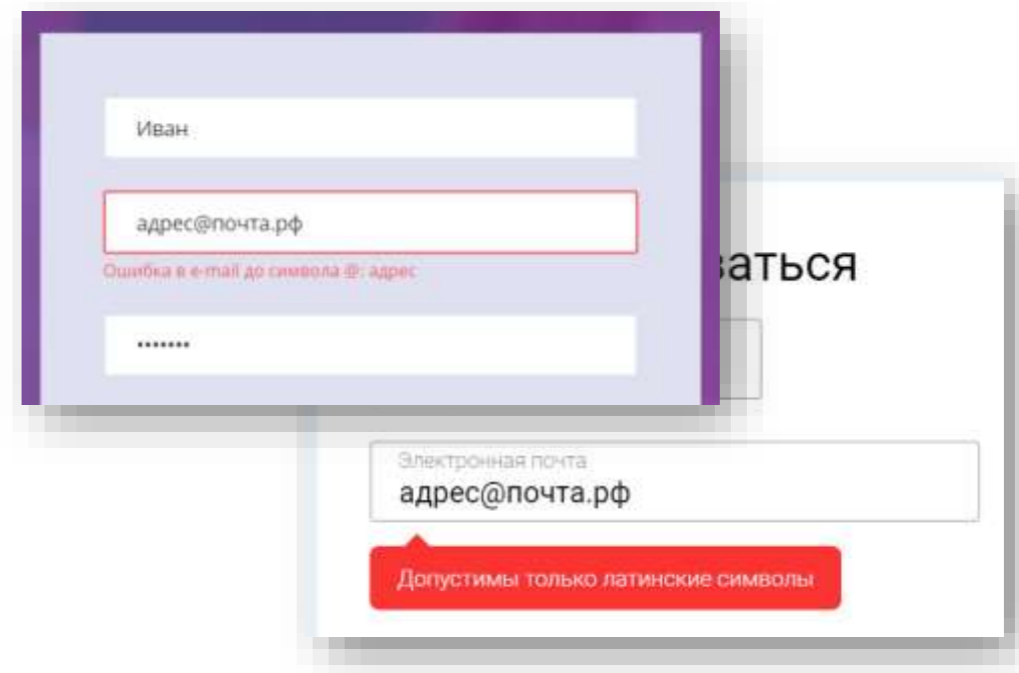 Иван
адрес@почта.рф
Ошибка в e-mail до символа @: адрес
•••••••
ваться
Электронная почта
адрес@почта.рф
Допустимы только латинские символы